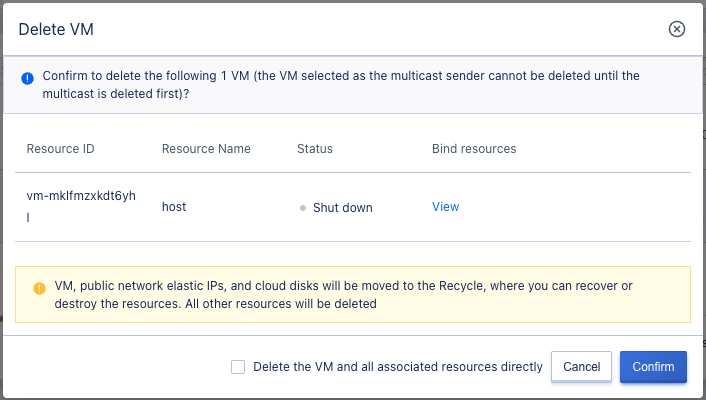 Delete VM
Confirm to delete the following 1 VM (the VM selected as the multicast sender cannot be deleted until the
multicast is deleted first)?
Resource ID Resource Name Status Bind resources
vm-mklfmzxkdt6yh
l
host
Shut down
View
VM, public network elastic IPs, and cloud disks will be moved to the Recycle, where you can recover or
destroy the resources. All other resources will be deleted
Delete the VM and all associated resources directly
Cancel
Confirm